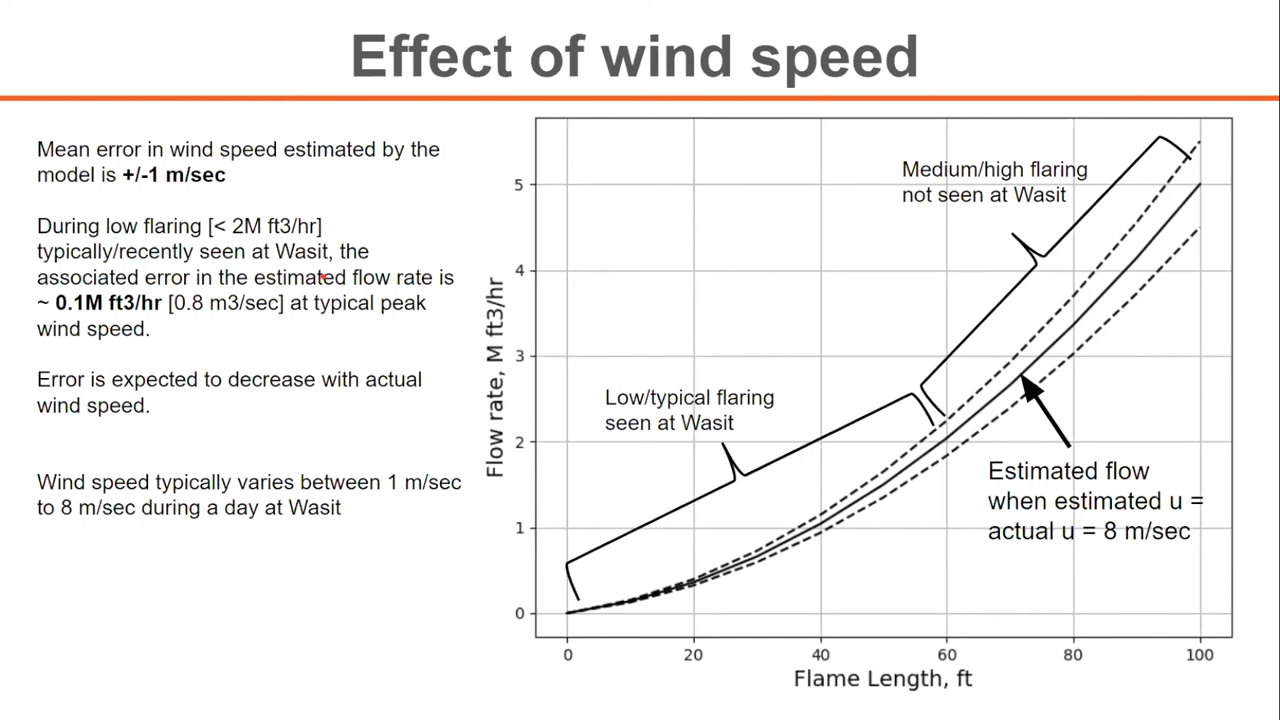 Effect of wind speed
Mean error in wind speed estimated by the
model is +/-1 m/sec
During low flaring [< 2M ft3/hr]
typically/recently seen at Wasit, the
associated error in the estimated flow rate is
~ 0.1M ft3/hr [0.8 m3/sec] at typical peak
wind speed.
Error is expected to decrease with actual
wind speed.
Wind speed typically varies between 1 m/sec
to 8 m/sec during a day at Wasit
Medium/high flaring
not seen at Wasit
Low/typical flaring
seen at Wasit
Estimated flow
when estimated u =
actual u = 8 m/sec
Flow rate, M ft3/hr
5
4
3
2
1
0
0 20 40 60 80 100
Flame Length, ft